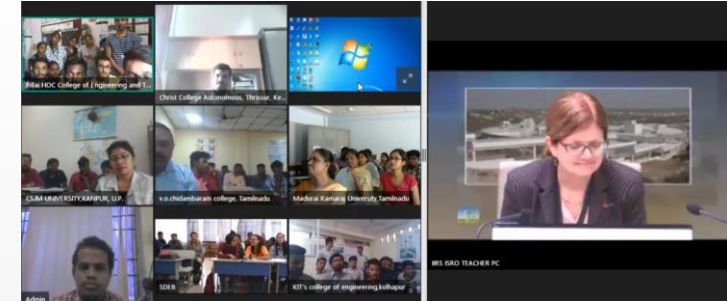 Pillai HOC College of Engineering and T...
Christ College Autonomous, Thrissur, Ke...
CSJM UNIVERSITY,KANPUR, U.P.
v.o.chidambaram college, Tamilnadu
Madurai Kamaraj University,Tamilnadu
Admin
SDEB
KIT's college of engineering,kolhapur
IIRS ISRO TEACHER PC